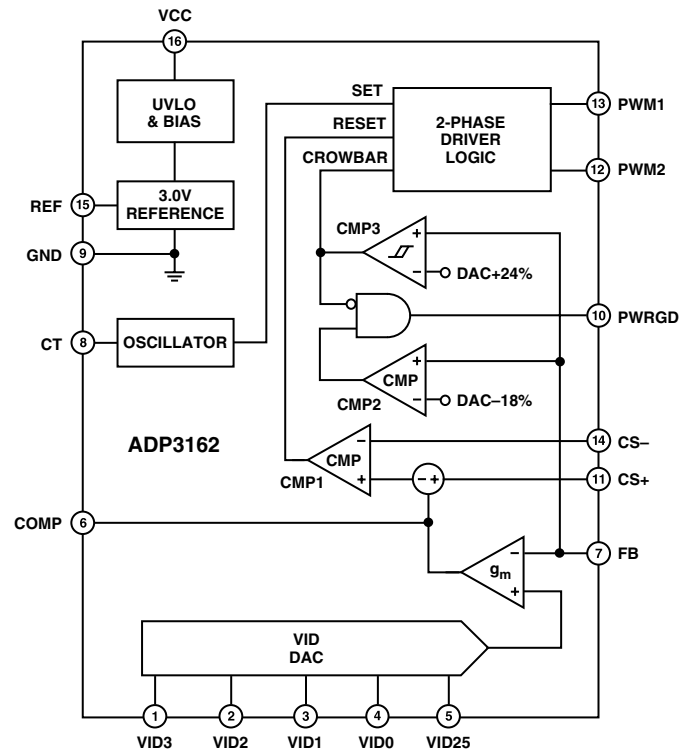 VCC
16
UVLO
& BIAS
SET
RESET
CROWBAR
2-PHASE
DRIVER
LOGIC
13 PWM1
12 PWM2
REF 15
3.0V
REFERENCE
GND 9
CMP3
+
–
DAC+24%
CT 8
OSCILLATOR
10 PWRGD
CMP
+
–
CMP2
DAC–18%
ADP3162
CMP
–
+
CMP1
– +
14 CS–
11 CS+
COMP 6
gm
–
+
7 FB
VID
DAC
1 2 3 4 5
VID3 VID2 VID1 VID0 VID25